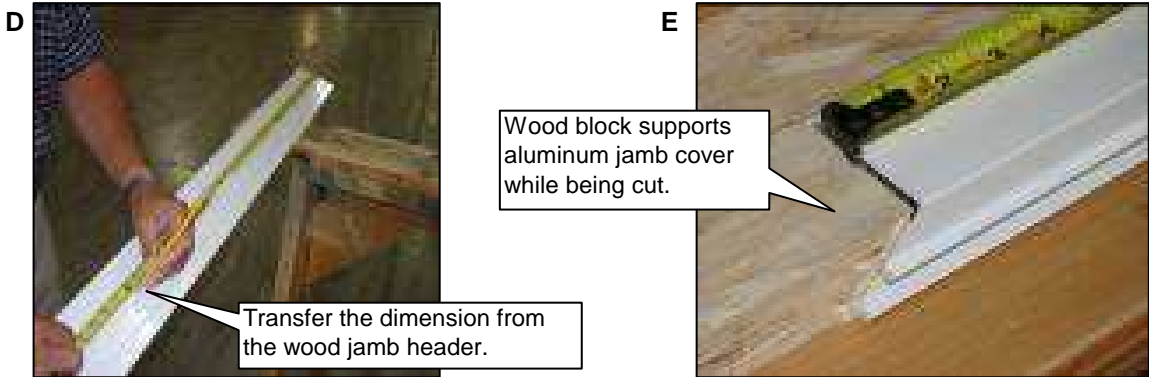 D
E
Wood block supports
aluminum jamb cover
while being cut.
Transfer the dimension from
the wood jamb header.